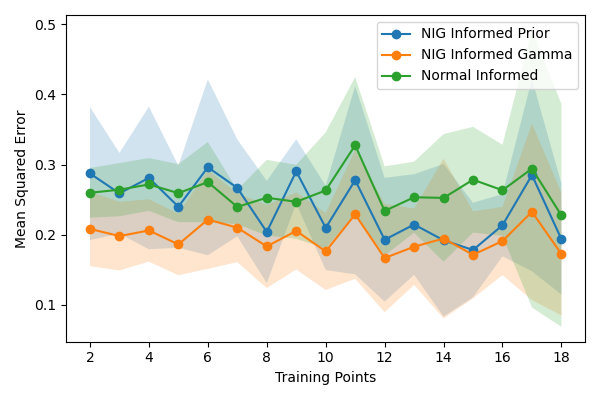 NIG Informed Prior
NIG Informed Gamma
Normal Informed
Mean Squared Error
0.5
0.4
0.3
0.2
0.1
2 4 6 8 10 12 14 16 18
Training Points